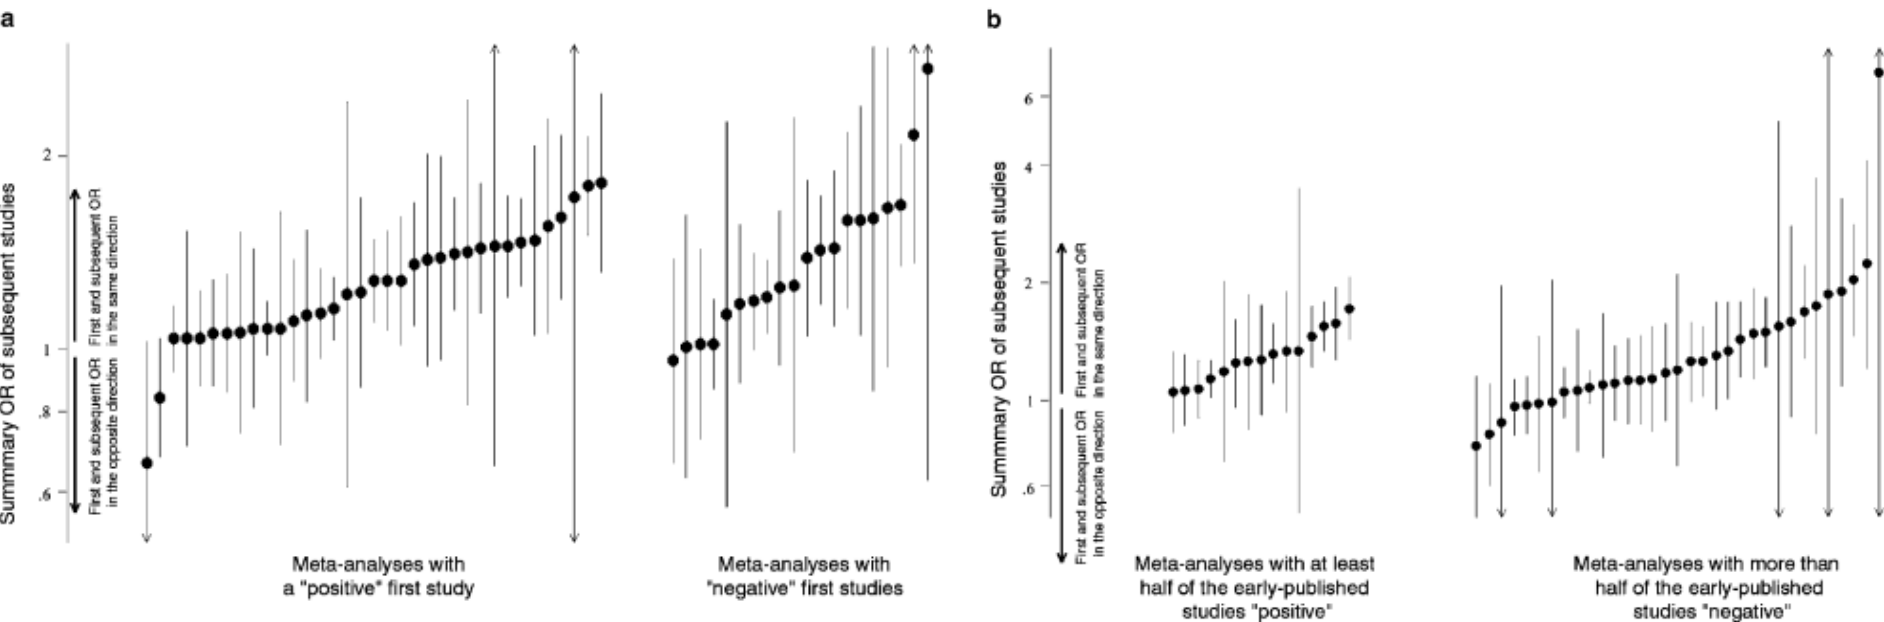 a
Summmary OR of subsequent studies
2
1
.8
.6
First and subsequent OR
in the same direction
First and subsequent OR
in the opposite direction
Meta-analyses with
a "positive" first study
Meta-analyses with
"negative" first studies
b
Summmary OR of subsequent studies
6
4
2
1
.6
First and subsequent OR
in the same direction
First and subsequent OR
in the opposite direction
Meta-analyses with at least
half of the early-published
studies "positive"
Meta-analyses with more than
half of the early-published
studies "negative"